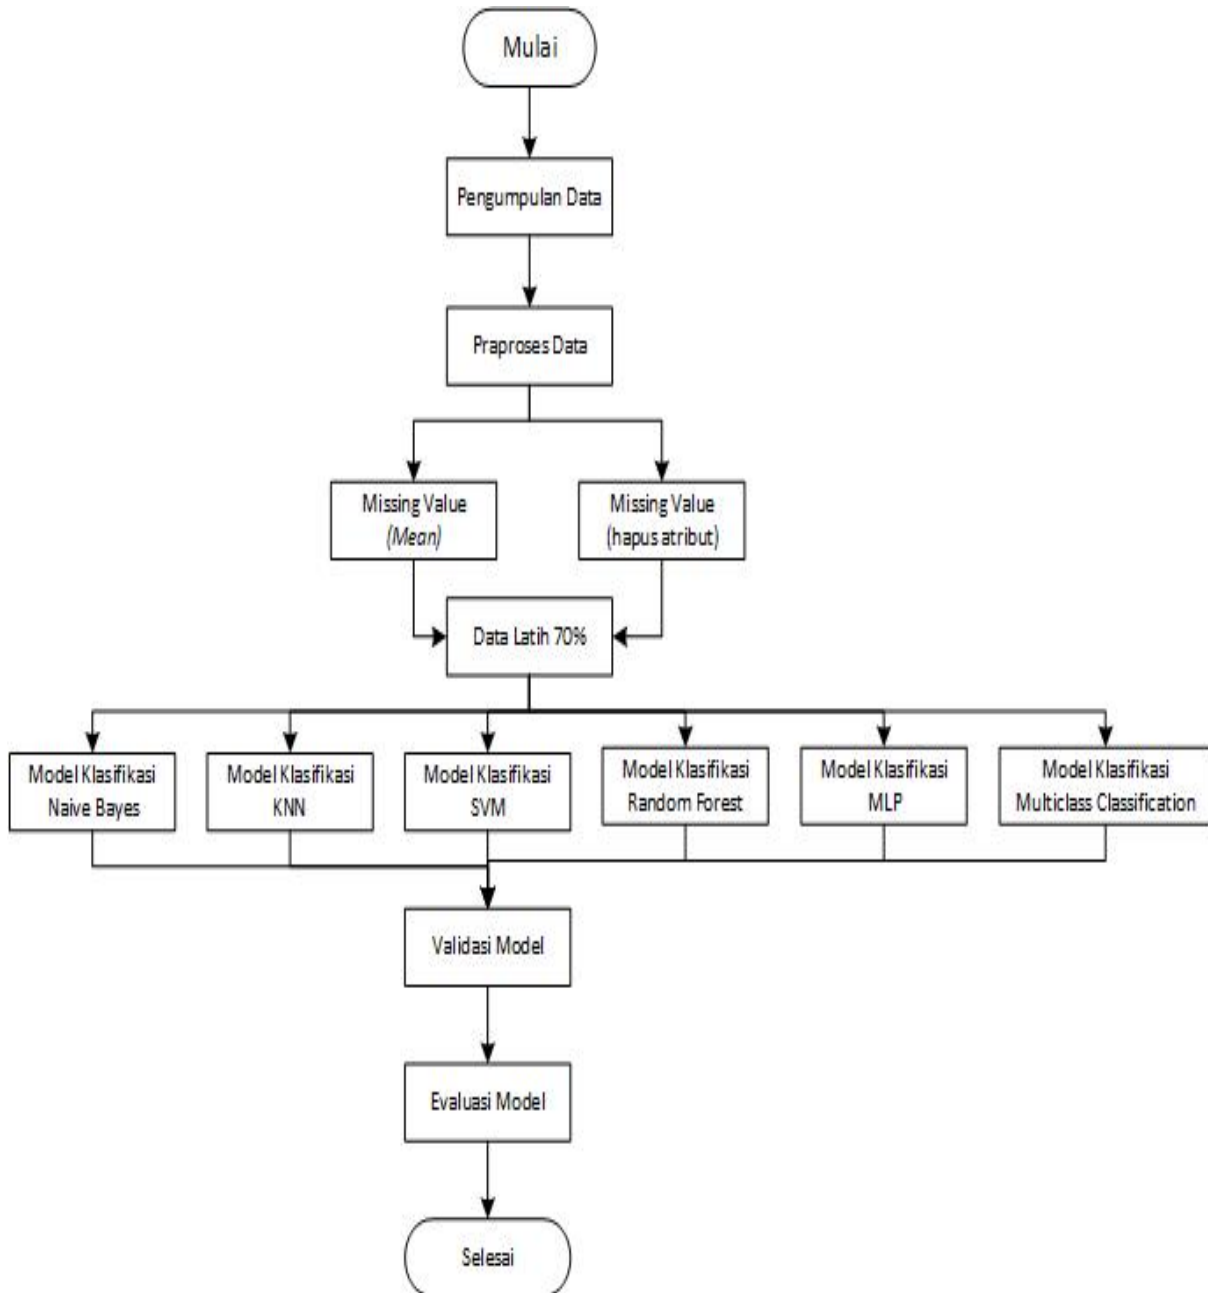 Mulai
Pengumpulan Data
Praproses Data
Missing Value
(Mean)
Missing Value
(hapus atribut)
Data Latih 70%
Model Klasifikasi
Naive Bayes
Model Klasifikasi
KNN
Model Klasifikasi
SVM
Model Klasifikasi
Random Forest
Model Klasifikasi
MLP
Model Klasifikasi
Multiclass Classification
Validasi Model
Evaluasi Model
Selesai